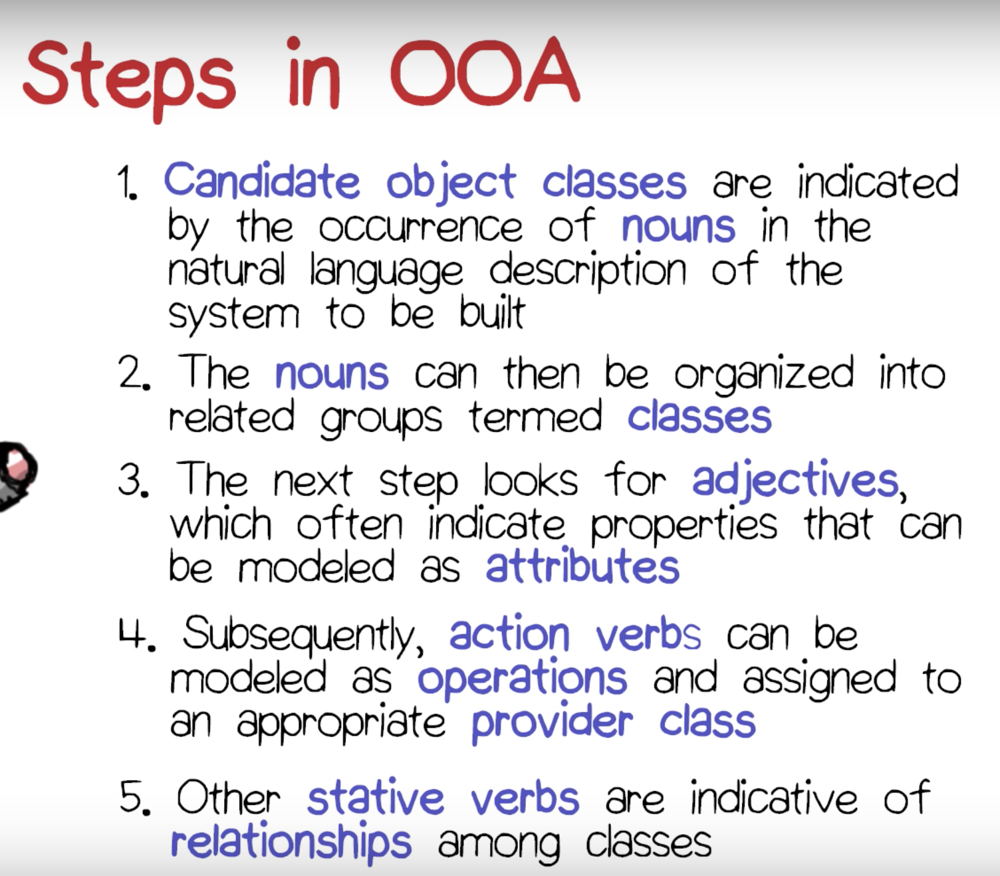 Steps in OOA
1. Candidate object classes are indicated
by the occurrence of nouns in the
natural language description of the
system to be built
2. The nouns can then be organized into
related groups termed classes
3. The next step looks for adjectives,
which often indicate properties that can
be modeled as attributes
4. Subsequently, action verbs can be
modeled as operations and assigned to
an appropriate provider class
5. Other stative verbs are indicative of
relationships among classes